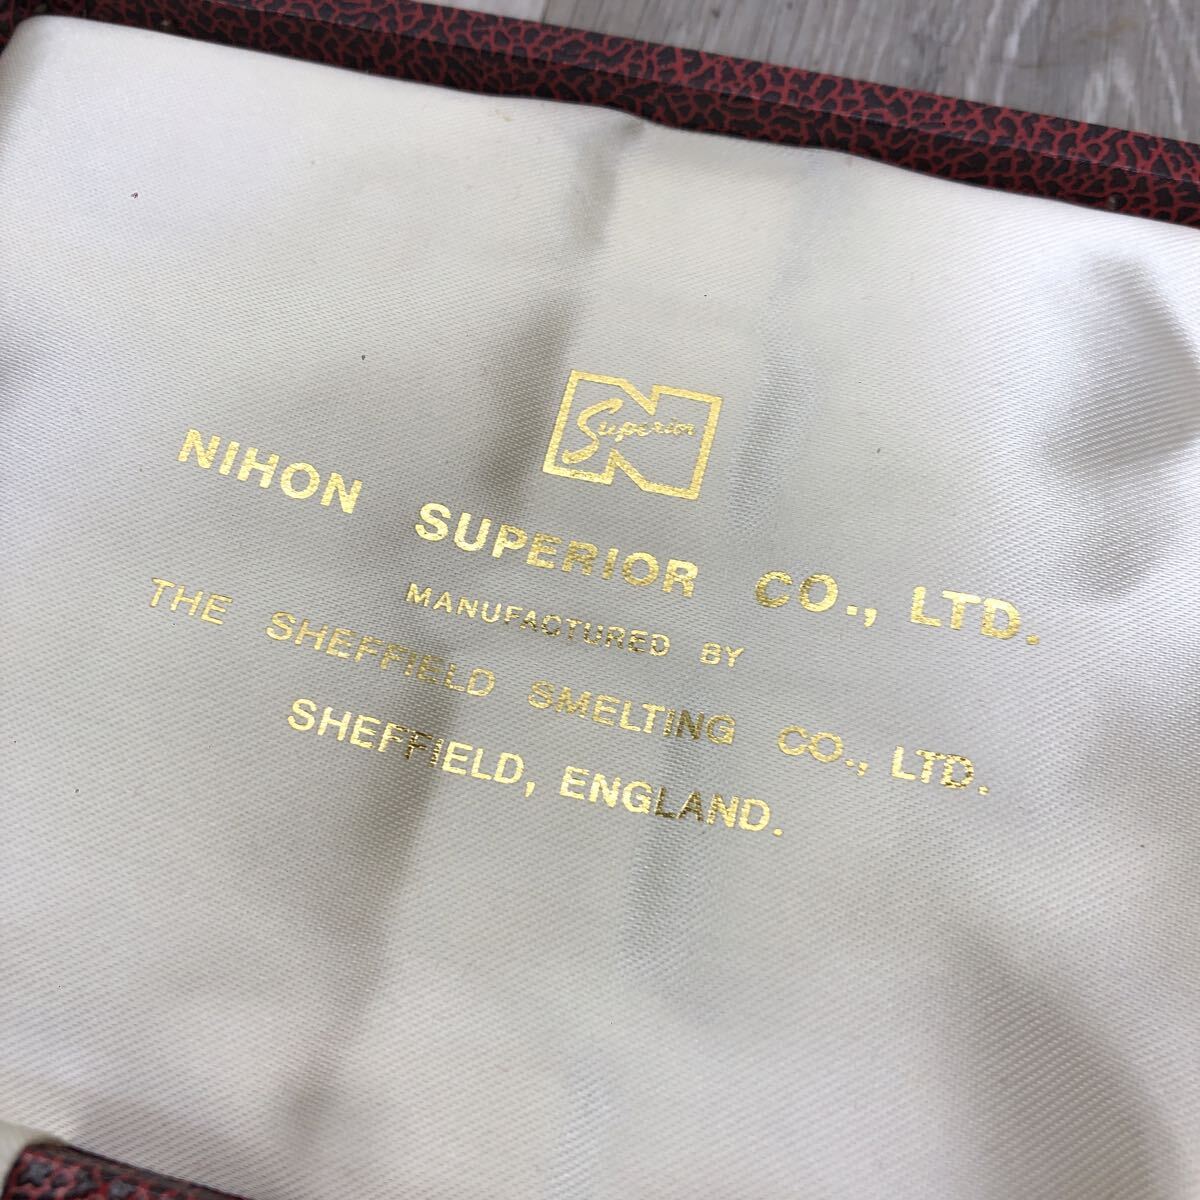 Superior
NIHON SUPERIOR CO., LTD.
MANUFACTURED BY
THE SHEFFIELD SMELTING CO., LTD.
SHEFFIELD, ENGLAND.